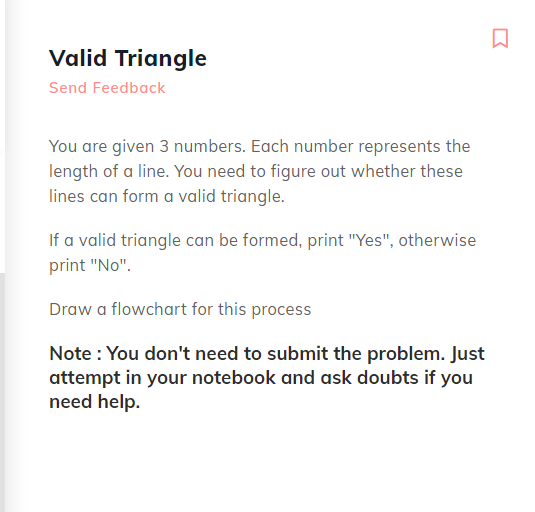 Valid Triangle
Send Feedback
You are given 3 numbers. Each number represents the
length of a line. You need to figure out whether these
lines can form a valid triangle.
If a valid triangle can be formed, print "Yes", otherwise
print "No".
Draw a flowchart for this process
Note : You don't need to submit the problem. Just
attempt in your notebook and ask doubts if you
need help.